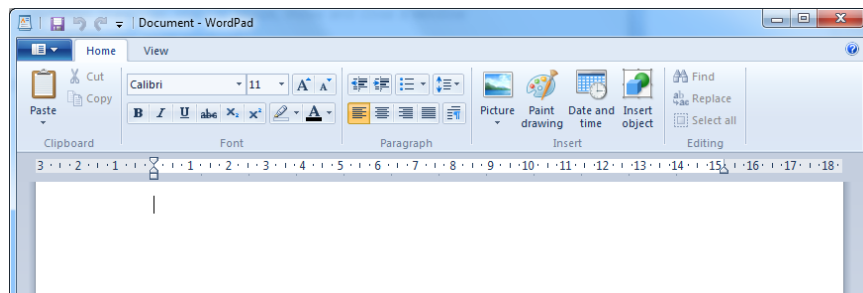 Document - WordPad
Home View
Cut
Copy
Paste
Clipboard
Calibri 11 A A
B I U abc X₂ X² A
Font
Paragraph
Picture
Paint drawing
Date and time
Insert object
Insert
Find
Replace
Select all
Editing
3 2 1 1 2 3 4 5 6 7 8 9 10 11 12 13 14 15 16 17 18